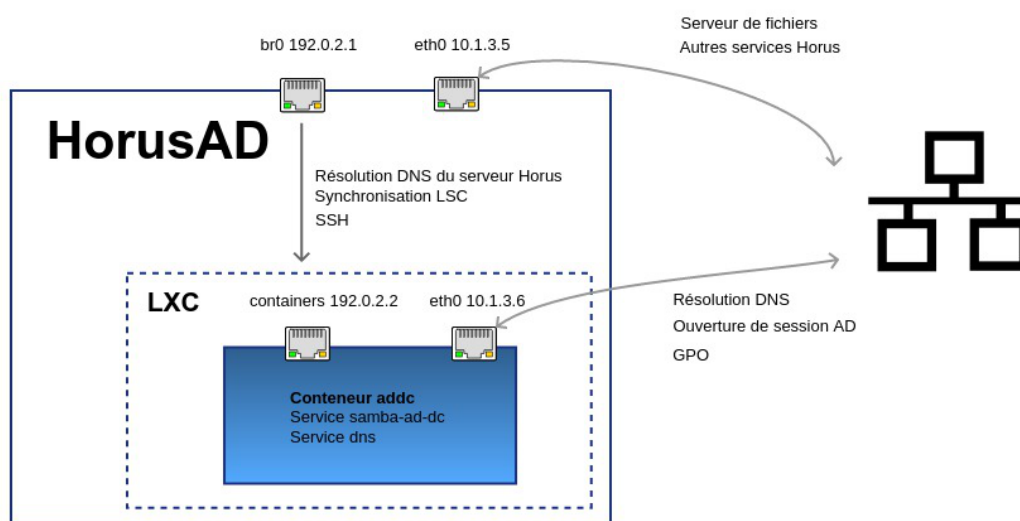 Serveur de fichiers
Autres services Horus
br0 192.0.2.1
eth0 10.1.3.5
HorusAD
Résolution DNS du serveur Horus
Synchronisation LSC
SSH
LXC
containers 192.0.2.2
eth0 10.1.3.6
Résolution DNS
Ouverture de session AD
GPO
Conteneur addc
Service samba-ad-dc
Service dns